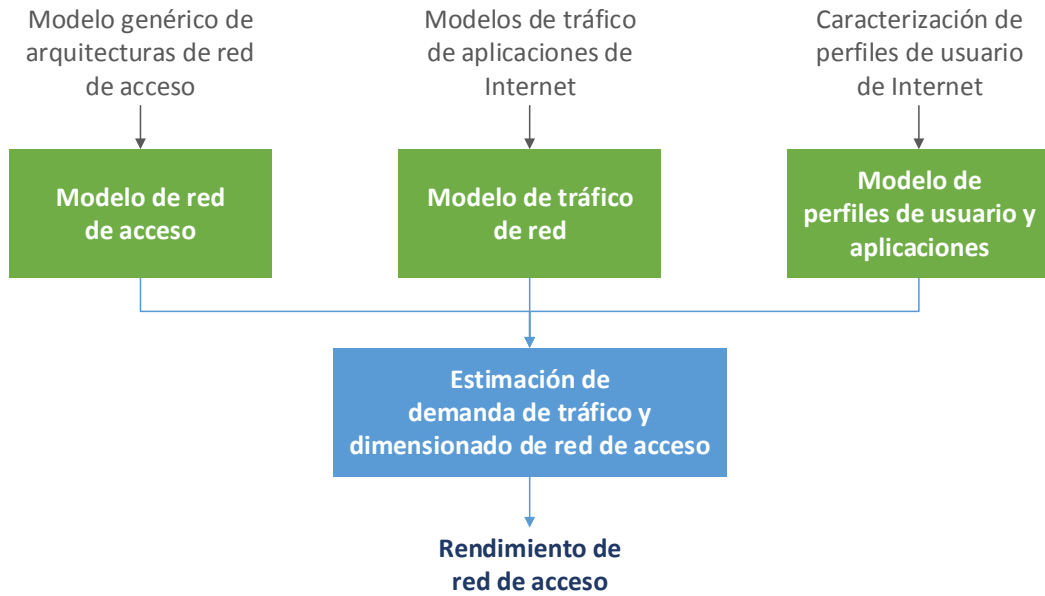 Modelo genérico de
arquitecturas de red
de acceso
Modelos de tráfico
de aplicaciones de
Internet
Caracterización de
perfiles de usuario
de Internet
Modelo de red
de acceso
Modelo de tráfico
de red
Modelo de
perfiles de usuario y
aplicaciones
Estimación de
demanda de tráfico y
dimensionado de red de acceso
Rendimiento de
red de acceso